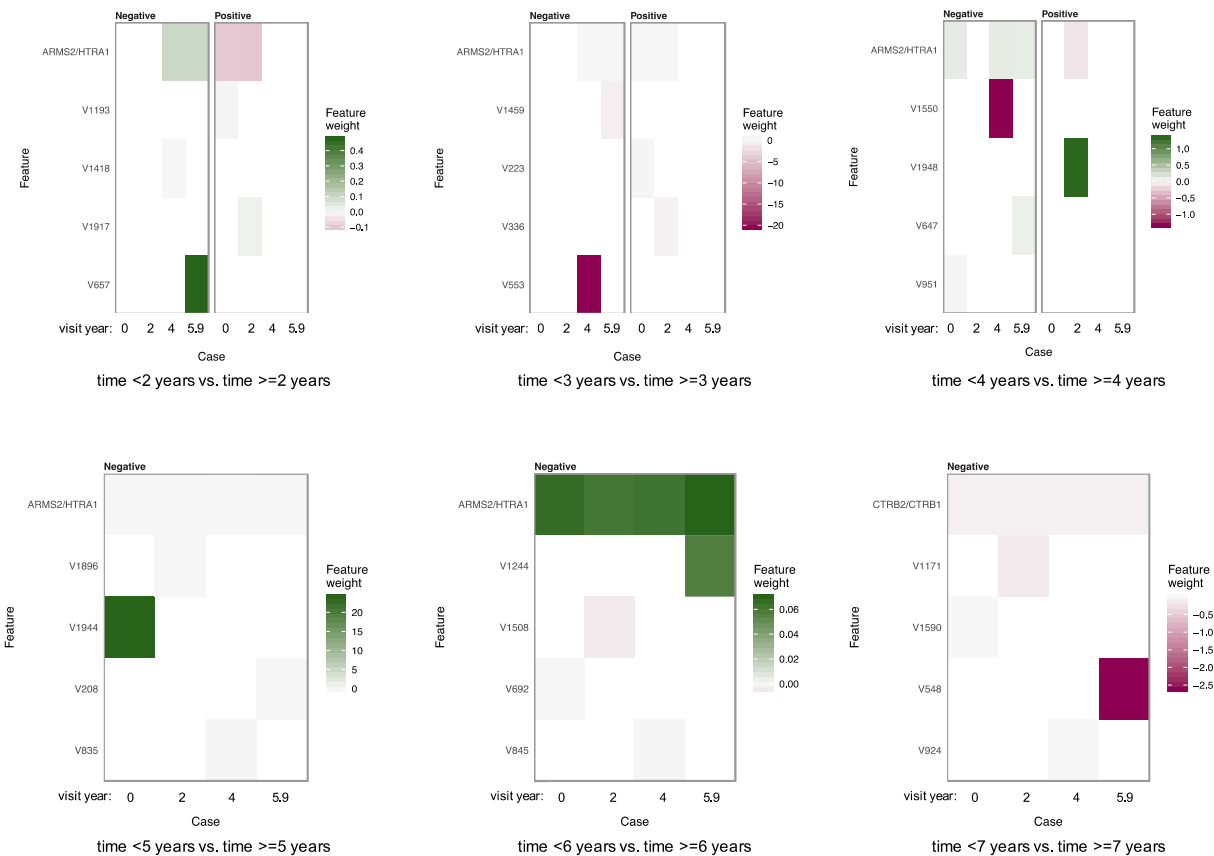 Negative Positive
ARMS2/HTRA1
V1193
V1418
V1917
V657
Feature
Feature
weight
0.4
0.3
0.2
0.1
0.0
−0.1
visit year: 0 2 4 5.9 0 2 4 5.9
Case
time <2 years vs. time >=2 years
Negative Positive
ARMS2/HTRA1
V1459
V223
V336
V553
Feature
Feature
weight
0
−5
−10
−15
−20
visit year: 0 2 4 5.9 0 2 4 5.9
Case
time <3 years vs. time >=3 years
Negative Positive
ARMS2/HTRA1
V1550
V1948
V647
V951
Feature
Feature
weight
1.0
0.5
0.0
−0.5
−1.0
visit year: 0 2 4 5.9 0 2 4 5.9
Case
time <4 years vs. time >=4 years
Negative
ARMS2/HTRA1
V1896
V1944
V208
V835
Feature
Feature
weight
20
15
10
5
0
visit year: 0 2 4 5.9
Case
time <5 years vs. time >=5 years
Negative
ARMS2/HTRA1
V1244
V1508
V692
V845
Feature
Feature
weight
0.06
0.04
0.02
0.00
visit year: 0 2 4 5.9
Case
time <6 years vs. time >=6 years
Negative
CTRB2/CTRB1
V1171
V1590
V548
V924
Feature
Feature
weight
−0.5
−1.0
−1.5
−2.0
−2.5
visit year: 0 2 4 5.9
Case
time <7 years vs. time >=7 years